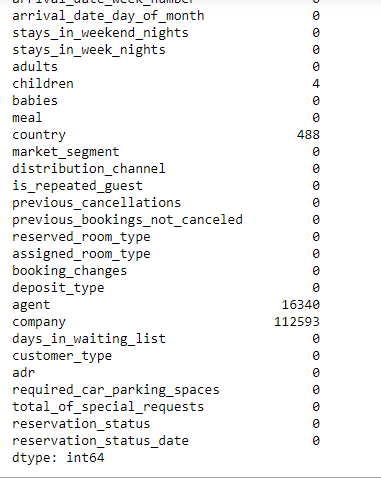 arrival_date_week_number 0
arrival_date_day_of_month 0
stays_in_weekend_nights 0
stays_in_week_nights 0
adults 0
children 4
babies 0
meal 0
country 488
market_segment 0
distribution_channel 0
is_repeated_guest 0
previous_cancellations 0
previous_bookings_not_canceled 0
reserved_room_type 0
assigned_room_type 0
booking_changes 0
deposit_type 0
agent 16340
company 112593
days_in_waiting_list 0
customer_type 0
adr 0
required_car_parking_spaces 0
total_of_special_requests 0
reservation_status 0
reservation_status_date 0
dtype: int64